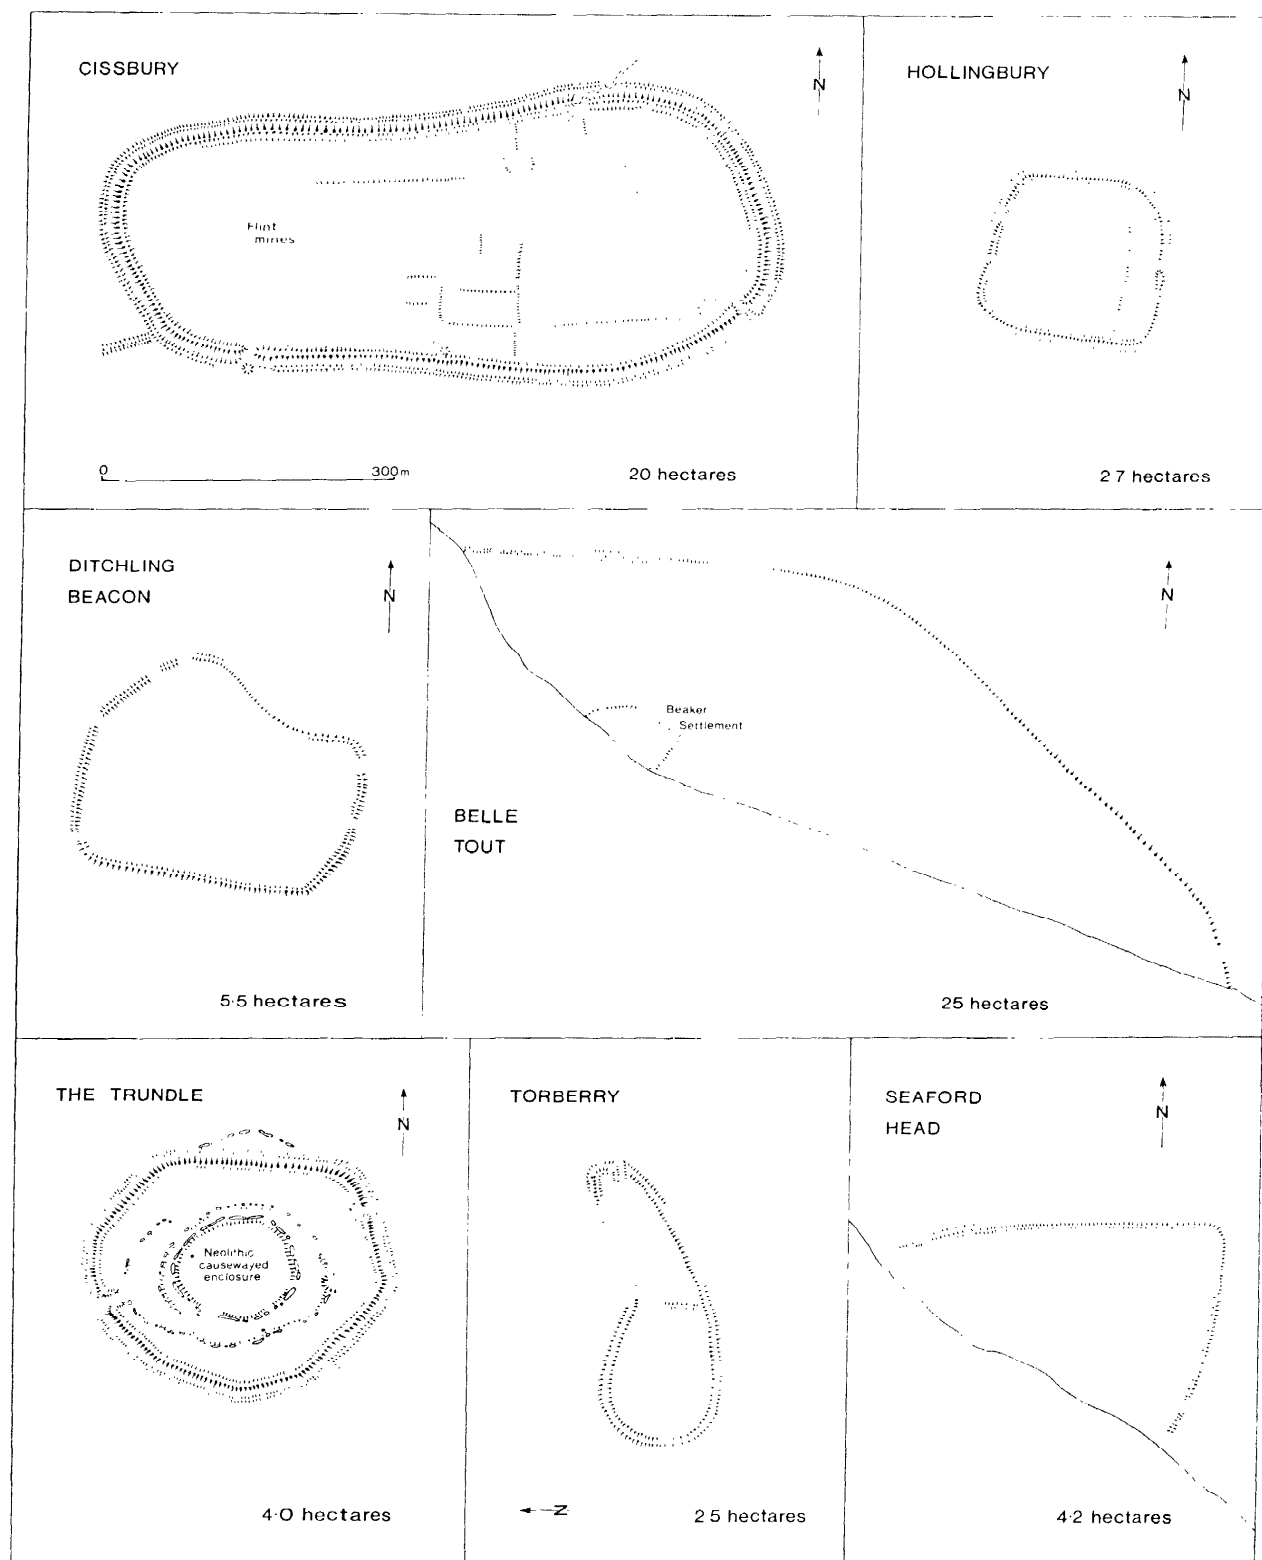 CISSBURY
N
Flint
mines
0 300m
20 hectares
HOLLINGBURY
N
2 7 hectares
DITCHLING
BEACON
N
5·5 hectares
N
Beaker
Settlement
BELLE
TOUT
25 hectares
THE TRUNDLE
N
Neolithic
causewayed
enclosure
4·0 hectares
TORBERRY
N
2 5 hectares
SEAFORD
HEAD
N
4·2 hectares